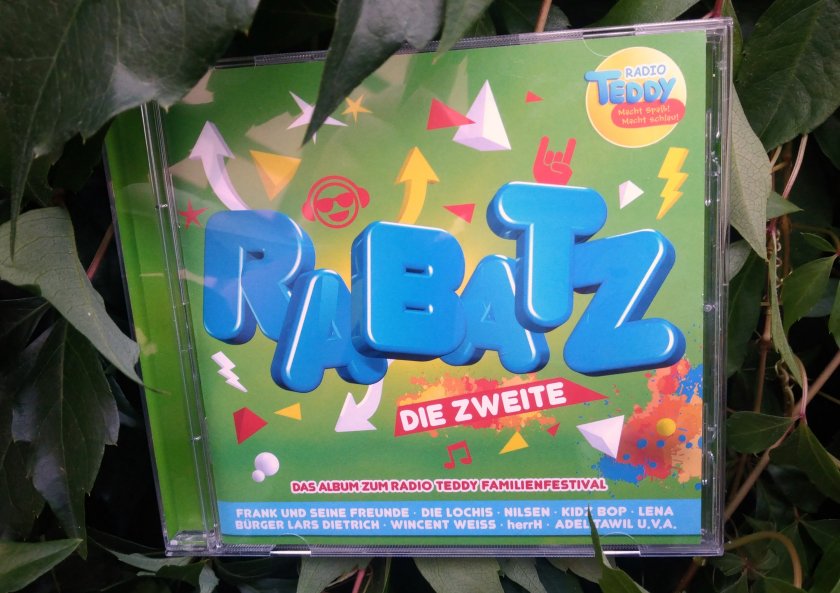 RADIO
TEDDY
Macht Spaß!
Macht schlau!
RABATZ
DIE ZWEITE
DAS ALBUM ZUM RADIO TEDDY FAMILIENFESTIVAL
FRANK UND SEINE FREUNDE · DIE LOCHIS · NILSEN · KIDZ BOP · LENA
BÜRGER LARS DIETRICH · WINCENT WEISS · herrH · ADEL TAWIL U.V.A.